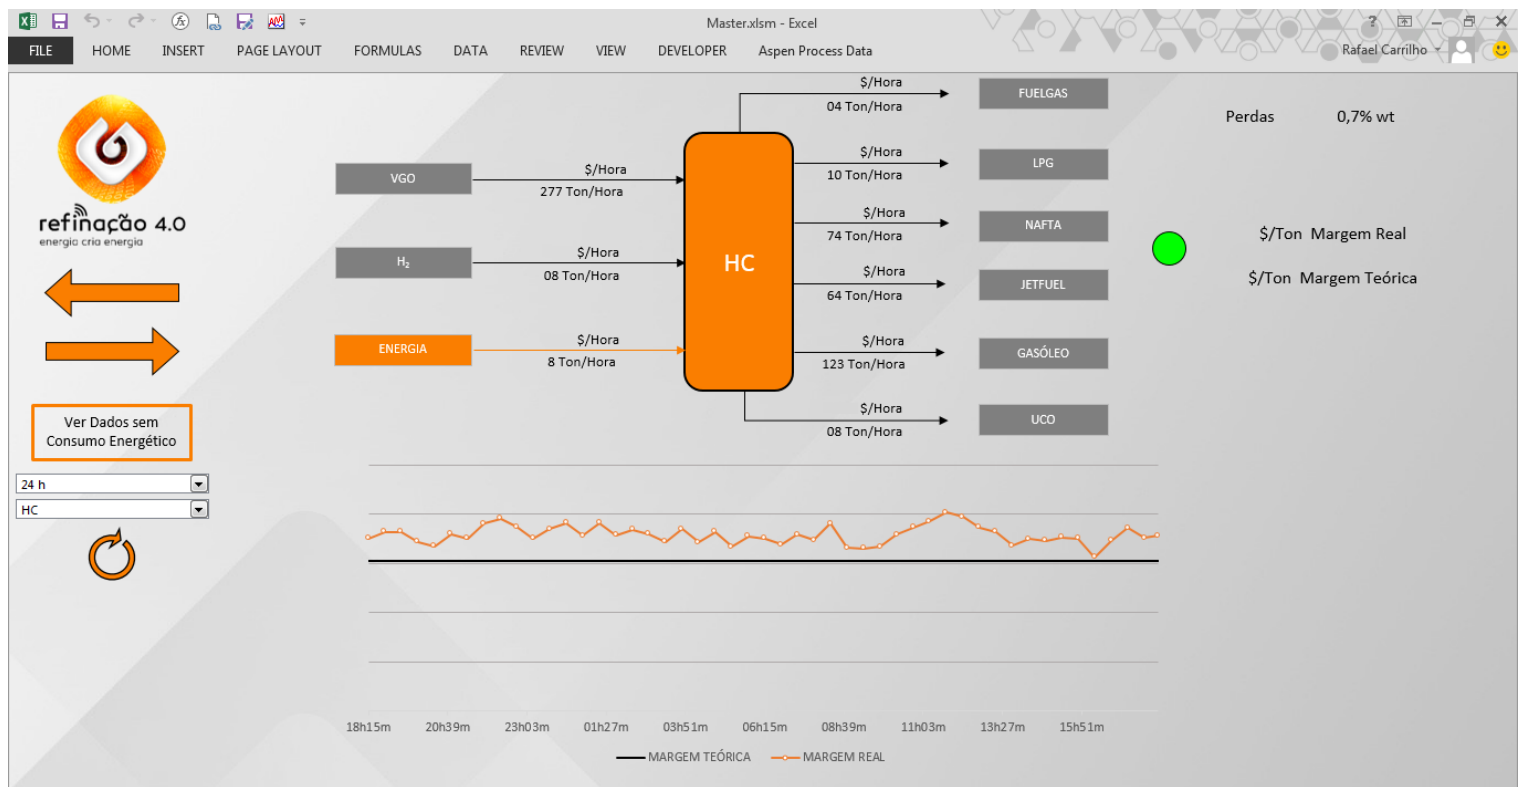 Master.xlsm - Excel
FILE HOME INSERT PAGE LAYOUT FORMULAS DATA REVIEW VIEW DEVELOPER Aspen Process Data
Rafael Carrilho
refinação 4.0
energia cria energia
Ver Dados sem
Consumo Energético
24 h
HC
VGO
$/Hora
277 Ton/Hora
H₂
$/Hora
08 Ton/Hora
ENERGIA
$/Hora
8 Ton/Hora
HC
$/Hora
04 Ton/Hora
FUELGAS
$/Hora
10 Ton/Hora
LPG
$/Hora
74 Ton/Hora
NAFTA
$/Hora
64 Ton/Hora
JETFUEL
$/Hora
123 Ton/Hora
GASÓLEO
$/Hora
08 Ton/Hora
UCO
Perdas 0,7% wt
$/Ton Margem Real
$/Ton Margem Teórica
18h15m 20h39m 23h03m 01h27m 03h51m 06h15m 08h39m 11h03m 13h27m 15h51m
MARGEM TEÓRICA MARGEM REAL